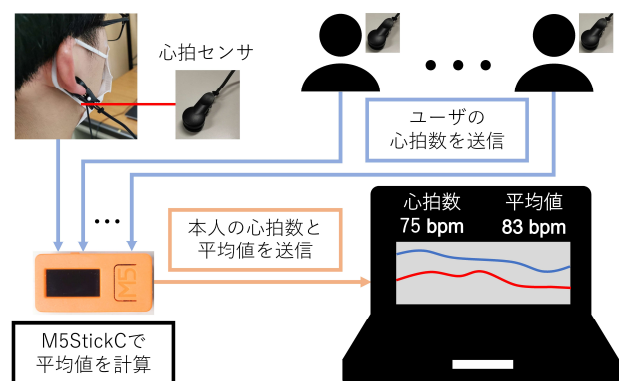 心拍センサ
ユーザの
心拍数を送信
本人の心拍数と
平均値を送信
心拍数 平均値
75 bpm 83 bpm
M5
M5StickCで
平均値を計算